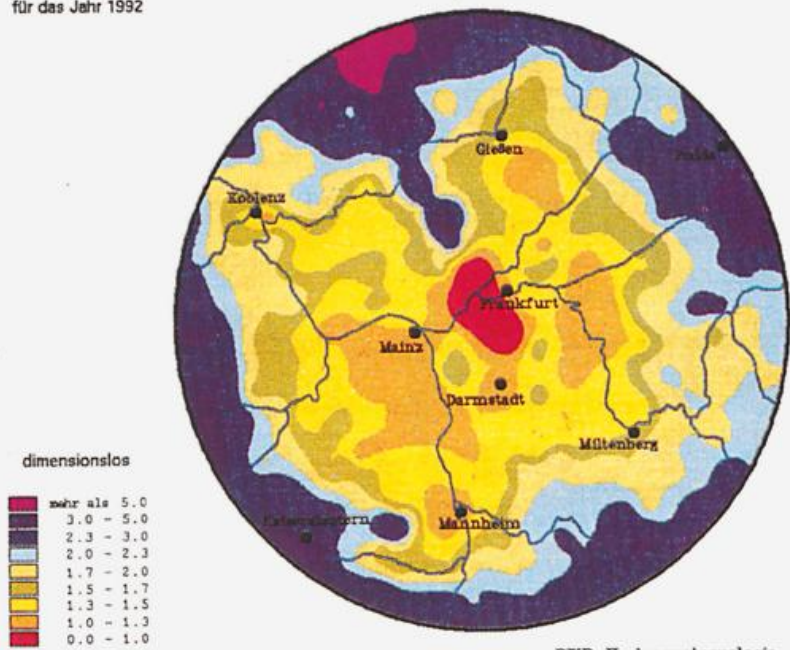 für das Jahr 1992
Gießen
Fulda
Koblenz
Frankfurt
Mainz
Darmstadt
Miltenberg
Mannheim
Kaiserslautern
dimensionslos
mehr als 5.0
3.0 - 5.0
2.3 - 3.0
2.0 - 2.3
1.7 - 2.0
1.5 - 1.7
1.3 - 1.5
1.0 - 1.3
0.0 - 1.0